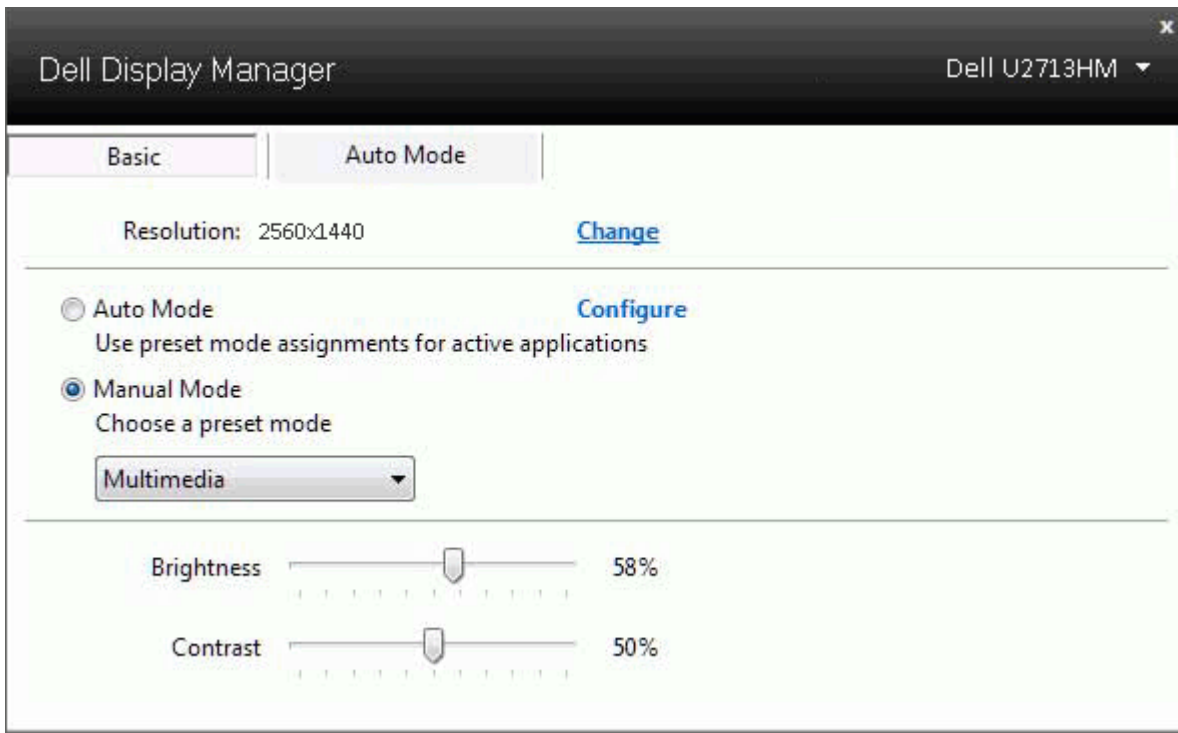 x
Dell Display Manager
Dell U2713HM
Basic
Auto Mode
Resolution: 2560x1440 Change
Auto Mode Configure
Use preset mode assignments for active applications
Manual Mode
Choose a preset mode
Multimedia
Brightness 58%
Contrast 50%